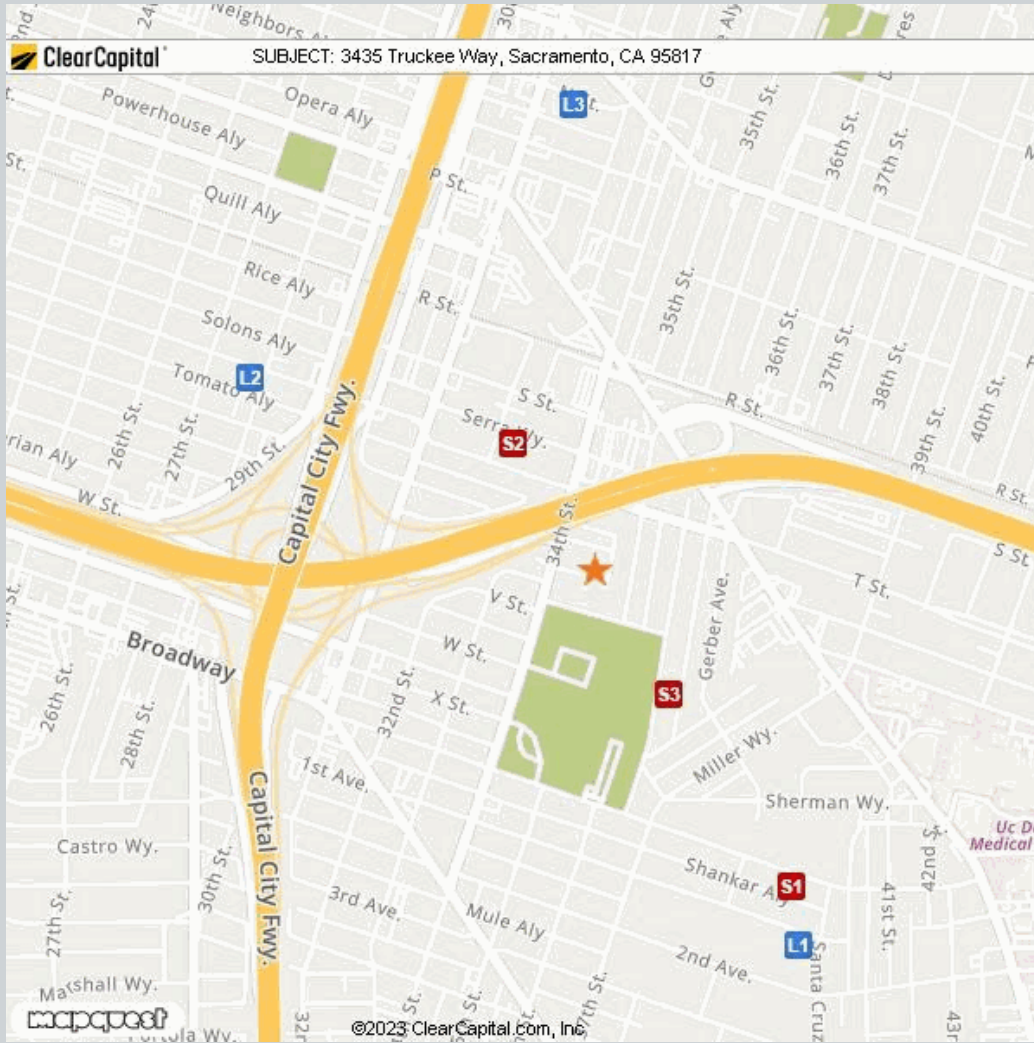 Neighbors
ClearCapital
SUBJECT: 3435 Truckee Way, Sacramento, CA 95817
Opera Aly
L3
Powerhouse Aly
35th St.
36th St.
37th St.
P St.
Quill Aly
Rice Aly
R St.
35th St.
Solons Aly
36th St.
37th St.
38th St.
L2
Tomato Aly
S St.
R St.
40th St.
26th St.
27th St.
Capital City Fwy.
Serra Wy.
S2
39th St.
29th St.
W St.
R St.
34th St.
S St
T St.
V St.
Gerber Ave.
Broadway
W St.
26th St.
32nd St.
X St.
S3
28th St.
Miller Wy.
1st Ave.
Sherman Wy.
Capital City Fwy.
Castro Wy.
42nd St.
Medical
30th St.
Shankar Aly
S1
41st St.
27th St.
3rd Ave.
Mule Aly
L1
2nd Ave.
Santa Cruz
Marshall Wy.
37th St.
mapquest
©2023 ClearCapital.com, Inc.